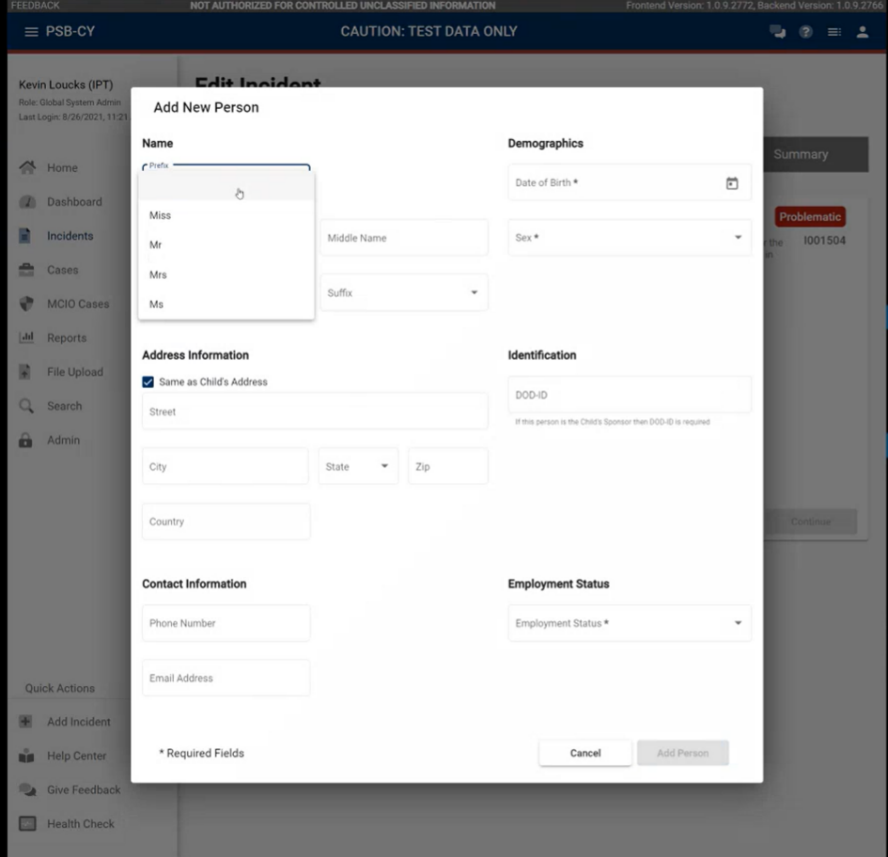 FEEDBACK
NOT AUTHORIZED FOR CONTROLLED UNCLASSIFIED INFORMATION
Frontend Version: 1.0.9.2772, Backend Version: 1.0.9.2766
PSB-CY
CAUTION: TEST DATA ONLY
Kevin Loucks (IPT)
Role: Global System Admin
Last Login: 8/26/2021, 11:21
Home
Dashboard
Incidents
Cases
MCIO Cases
Reports
File Upload
Search
Admin
Quick Actions
Add Incident
Help Center
Give Feedback
Health Check
Edit Incident
Summary
Problematic
I001504
r the
in
Continue
Add New Person
Name
Prefix
Miss
Mr
Mrs
Ms
Middle Name
Suffix
Demographics
Date of Birth *
Sex *
Address Information
Same as Child's Address
Street
City
State
Zip
Country
Identification
DOD-ID
If this person is the Child's Sponsor then DOD-ID is required
Contact Information
Phone Number
Email Address
Employment Status
Employment Status *
* Required Fields
Cancel
Add Person